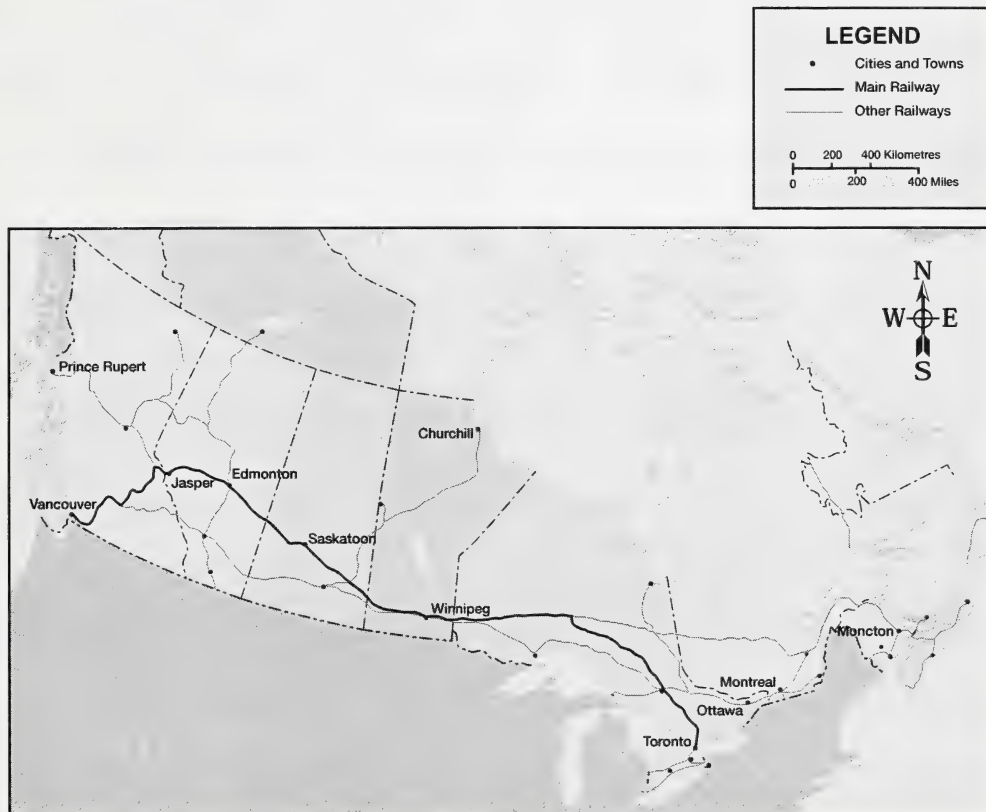 LEGEND
Cities and Towns
Main Railway
Other Railways
0 200 400 Kilometres
0 200 400 Miles
N
W E
S
Prince Rupert
Churchill
Edmonton
Jasper
Vancouver
Saskatoon
Winnipeg
Moncton
Montreal
Ottawa
Toronto